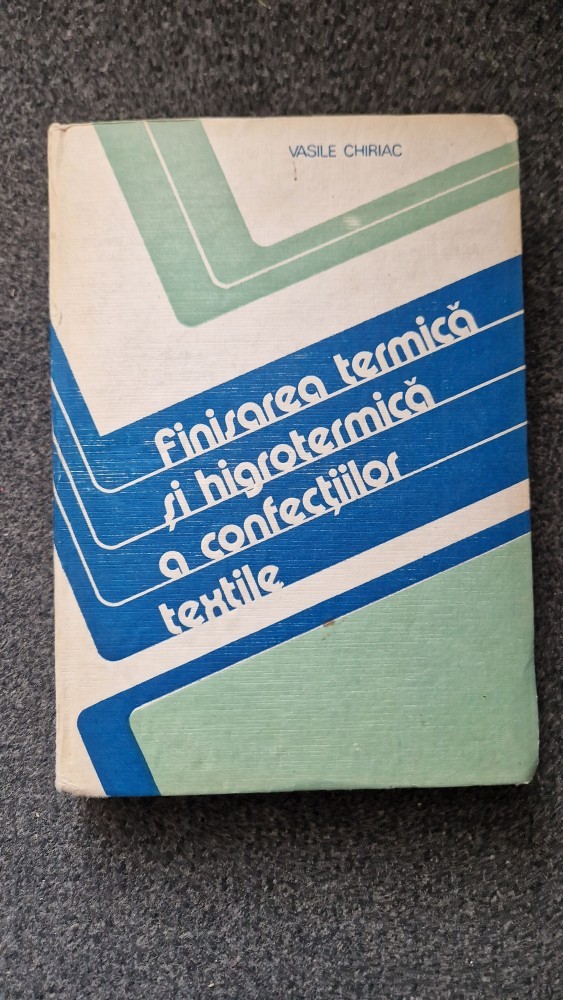 VASILE CHIRIAC
Finisarea termică
și higrotermică
a confecțiilor
textile